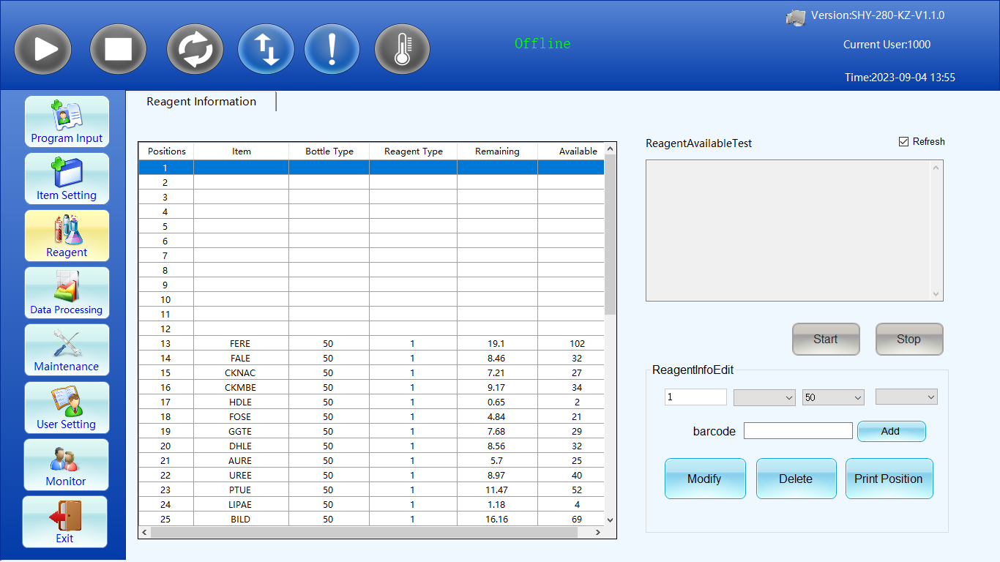 Version:SHY-280-KZ-V1.1.0
Offline
Current User:1000
Time:2023-09-04 13:55
Program Input
Item Setting
Reagent
Data Processing
Maintenance
User Setting
Monitor
Exit
Reagent Information
Positions Item Bottle Type Reagent Type Remaining Available
1
2
3
4
5
6
7
8
9
10
11
12
13 FERE 50 1 19.1 102
14 FALE 50 1 8.46 32
15 CKNAC 50 1 7.21 27
16 CKMBE 50 1 9.17 34
17 HDLE 50 1 0.65 2
18 FOSE 50 1 4.84 21
19 GGTE 50 1 7.68 29
20 DHLE 50 1 8.56 32
21 AURE 50 1 5.7 25
22 UREE 50 1 8.97 40
23 PTUE 50 1 11.47 52
24 LIPAE 50 1 1.18 4
25 BILD 50 1 16.16 69
ReagentAvailableTest Refresh
Start Stop
ReagentInfoEdit
1 50
barcode Add
Modify Delete Print Position